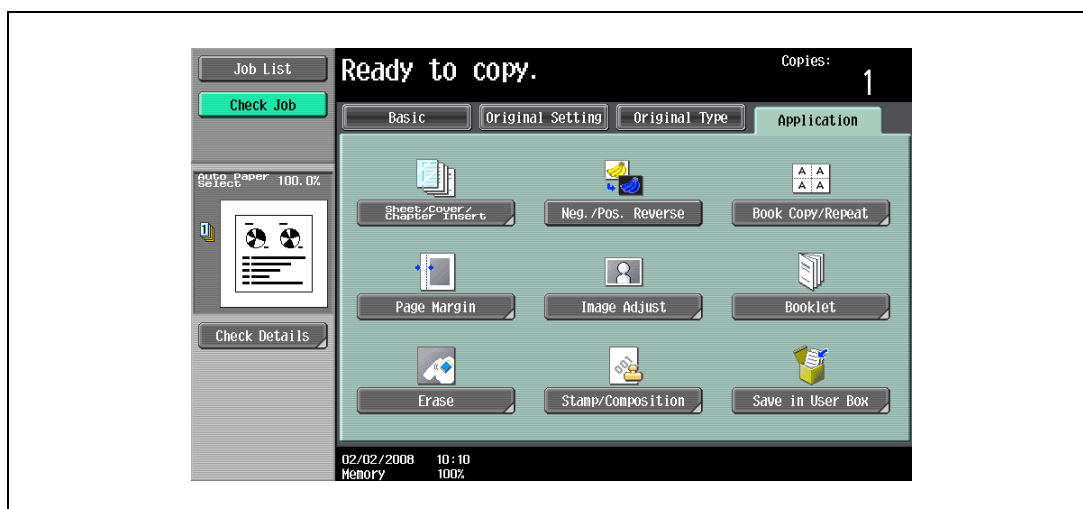 Job List
Check Job
Auto Paper
Select 100.0%
1
Check Details
Ready to copy.
Copies:
1
Basic
Original Setting
Original Type
Application
Sheet/Cover/
Chapter Insert
Neg./Pos. Reverse
A A
A A
Book Copy/Repeat
Page Margin
Image Adjust
Booklet
Erase
001
Stamp/Composition
Save in User Box
02/02/2008 10:10
Memory 100%